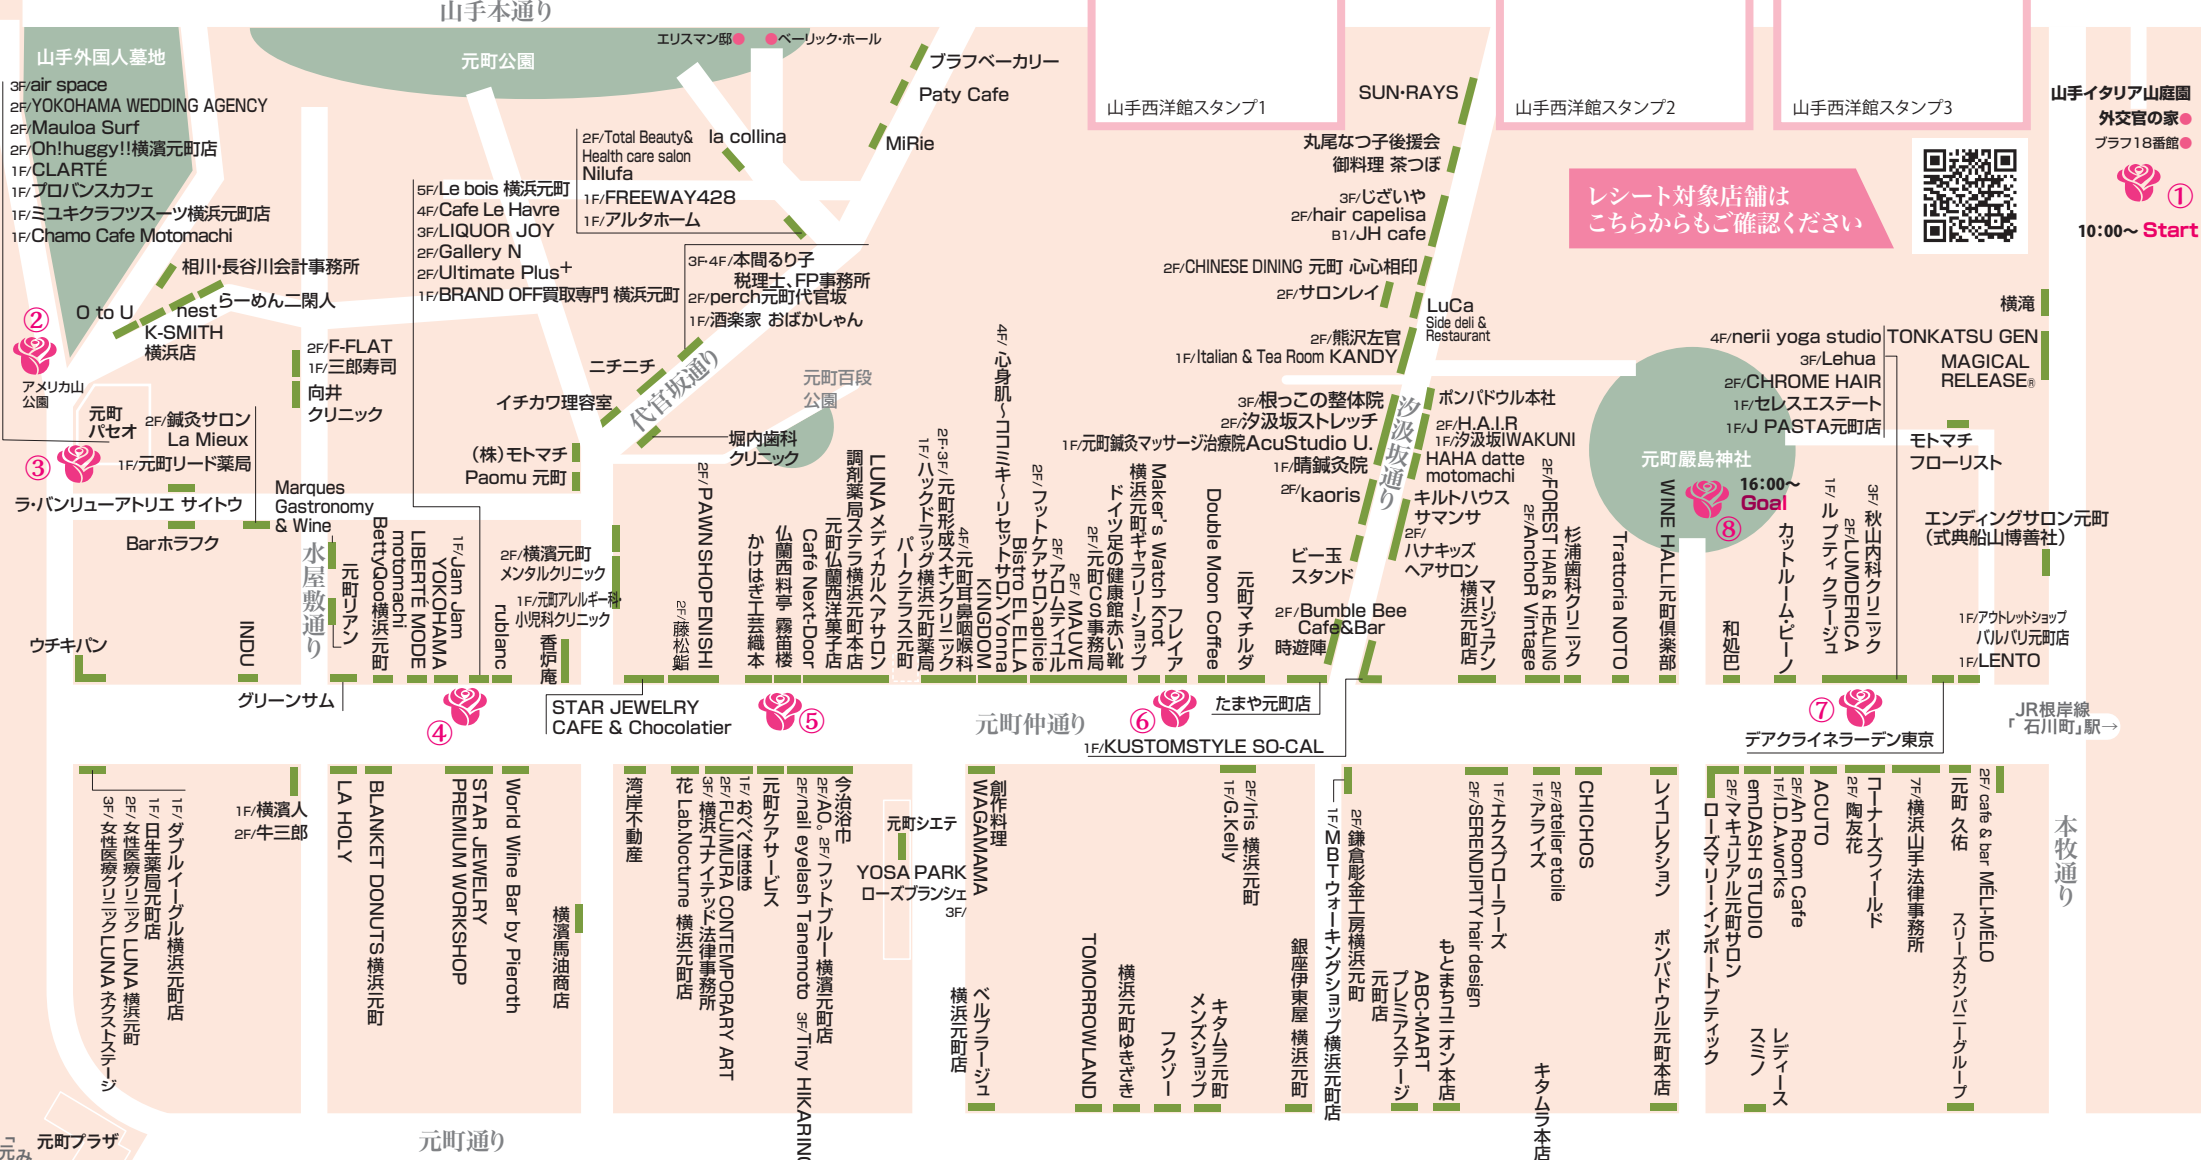 山手本通り
山手外国人墓地
元町公園
エリスマン邸
ベーリック・ホール
3F/air space
2F/YOKOHAMA WEDDING AGENCY
2F/Mauloa Surf
2F/Oh!huggy!!横濱元町店
1F/CLARTÉ
1F/プロバンスカフェ
1F/ミユキクラフツスーツ横浜元町店
1F/Chamo Cafe Motomachi
相川・長谷川会計事務所
らーめん二閑人
nest
O to U
K-SMITH
横浜店
②
アメリカ山
公園
元町
パセオ
③
2F/F-FLAT
1F/三郎寿司
向井
クリニック
2F/鍼灸サロン
La Mieux
1F/元町リード薬局
ラ・バンリューアトリエ サイトウ
Barホラフク
Marques
Gastronomy
& Wine
水屋敷通り
元町リアン
ウチキパン
INDU
グリーンサム
5F/Le bois 横浜元町
4F/Cafe Le Havre
3F/LIQUOR JOY
2F/Gallery N
2F/Ultimate Plus+
1F/BRAND OFF買取専門 横浜元町
2F/Total Beauty&
Health care salon
Nilufa
1F/FREEWAY428
1F/アルタホーム
la collina
ブラフベーカリー
Paty Cafe
MiRie
3F・4F/本間るり子
税理士、FP事務所
2F/perch元町代官坂
1F/酒楽家 おばかしゃん
ニチニチ
イチカワ理容室
代官坂通り
元町百段
公園
堀内歯科
クリニック
(株)モトマチ
Paomu 元町
BettyQoo横浜元町
motomachi
LIBERTÉ MODE
YOKOHAMA
1F/Jam Jam
rublanc
④
2F/横濱元町
メンタルクリニック
1F/元町アレルギー科・
小児科クリニック
香炉庵
STAR JEWELRY
CAFE & Chocolatier
2F/藤松鮨
2F/PAWN SHOP ENISHI
かけはぎ工芸織本
仏蘭西料亭 霧笛楼
Café Next-Door
元町仏蘭西洋菓子店
調剤薬局ステラ横浜元町本店
LUNA メディカルヘアサロン
⑤
パークテラス元町
1F/ハックドラッグ横浜元町薬局
2F・3F/元町形成スキンクリニック
4F/元町耳鼻咽喉科
KINGDOM
4F/心身肌〜ココミキ〜リセットサロンYonna
Bistro EL ELLA
2F/フットケアサロンaplicie
2F/アロムティユル
2F/MAUVE
2F/元町CS事務局
ドイツ足の健康館赤い靴
横浜元町ギャラリーショップ
Maker's Watch Knot
フレイア
Double Moon Coffee
元町マチルダ
元町仲通り
⑥
たまや元町店
1F/KUSTOMSTYLE SO-CAL
山手西洋館スタンプ1
山手西洋館スタンプ2
山手西洋館スタンプ3
SUN・RAYS
丸尾なつ子後援会
御料理 茶つぼ
3F/じざいや
2F/hair capelisa
B1/JH cafe
2F/CHINESE DINING 元町 心心相印
2F/サロンレイ
LuCa
Side deli &
Restaurant
2F/熊沢左官
1F/Italian & Tea Room KANDY
3F/根っこの整体院
2F/汐汲坂ストレッチ
1F/元町鍼灸マッサージ治療院AcuStudio U.
1F/晴鍼灸院
2F/kaoris
汐汲坂通り
ポンパドウル本社
2F/H.A.I.R
1F/汐汲坂IWAKUNI
HAHA datte
motomachi
キルトハウス
サマンサ
2F/
ハナキッズ
ヘアサロン
ビー玉
スタンド
2F/Bumble Bee
Cafe&Bar
時遊陣
マリジュアン
横浜元町店
2F/AnchoR Vintage
2F/FOREST HAIR & HEALING
杉浦歯科クリニック
Trattoria NOTO
WINE HALL元町倶楽部
レシート対象店舗は
こちらからもご確認ください
山手イタリア山庭園
外交官の家
ブラフ18番館
①
10:00〜 Start
横滝
TONKATSU GEN
MAGICAL
RELEASE®
4F/nerii yoga studio
3F/Lehua
2F/CHROME HAIR
1F/セレスエステート
1F/J PASTA元町店
元町厳島神社
16:00〜
Goal
⑧
モトマチ
フローリスト
エンディングサロン元町
(式典船山博善社)
和処巴
カットルーム・ピーノ
1F/ル プティ クラージュ
2F/LUMDERICA
3F/秋山内科クリニック
1F/アウトレットショップ
パルパリ元町店
1F/LENTO
⑦
デアクライネラーデン東京
JR根岸線
「石川町」駅→
本牧通り
3F/女性医療クリニックLUNA ネクストステージ
2F/女性医療クリニック LUNA 横浜元町
1F/日生薬局元町店
1F/ダブルイーグル横浜元町店
1F/横濱人
2F/牛三郎
LA HOLY
BLANKET DONUTS横浜元町
STAR JEWELRY
PREMIUM WORKSHOP
World Wine Bar by Pieroth
横濱馬油商店
湾岸不動産
花 Lab.Nocturne 横浜元町店
3F/横浜ユナイテッド法律事務所
2F/FUJIMURA CONTEMPORARY ART
1F/おべべほほほ
元町ケアサービス
2F/nail eyelash Tanemoto 3F/Tiny HIKARING
2F/AO。2F/フットブルー横濱元町店
今治浴巾
元町シエテ
YOSA PARK
ローズブランシェ
3F/
創作料理
WAGAMAMA
ベルプラージュ
横浜元町店
TOMORROWLAND
横浜元町ゆきざき
フクゾー
キタムラ元町
メンズショップ
2F/Iris 横浜元町
1F/G.Kelly
銀座伊東屋 横浜元町
1F/MBTウォーキングショップ横浜元町店
2F/鎌倉彫金工房横浜元町
ABC-MART
プレミアステージ
元町店
もとまちユニオン本店
2F/SERENDIPITY hair design
1F/Hクスプローラーズ
2F/atelier etoile
1F/Aライズ
CHICHOS
キタムラ本店
レイコレクション
ポンパドウル元町本店
ローズマリー・インポートブティック
2F/マキュリアル元町サロン
emDASH STUDIO
1F/I.D.A.works
2F/An Room Cafe
ACUTO
レディース
スミノ
2F/陶友花
コーナーズフィールド
7F/横浜山手法律事務所
元町 久佑
2F/cafe & bar MÉLI-MÉLO
スリーズカンパニーグループ
元町プラザ
元町通り